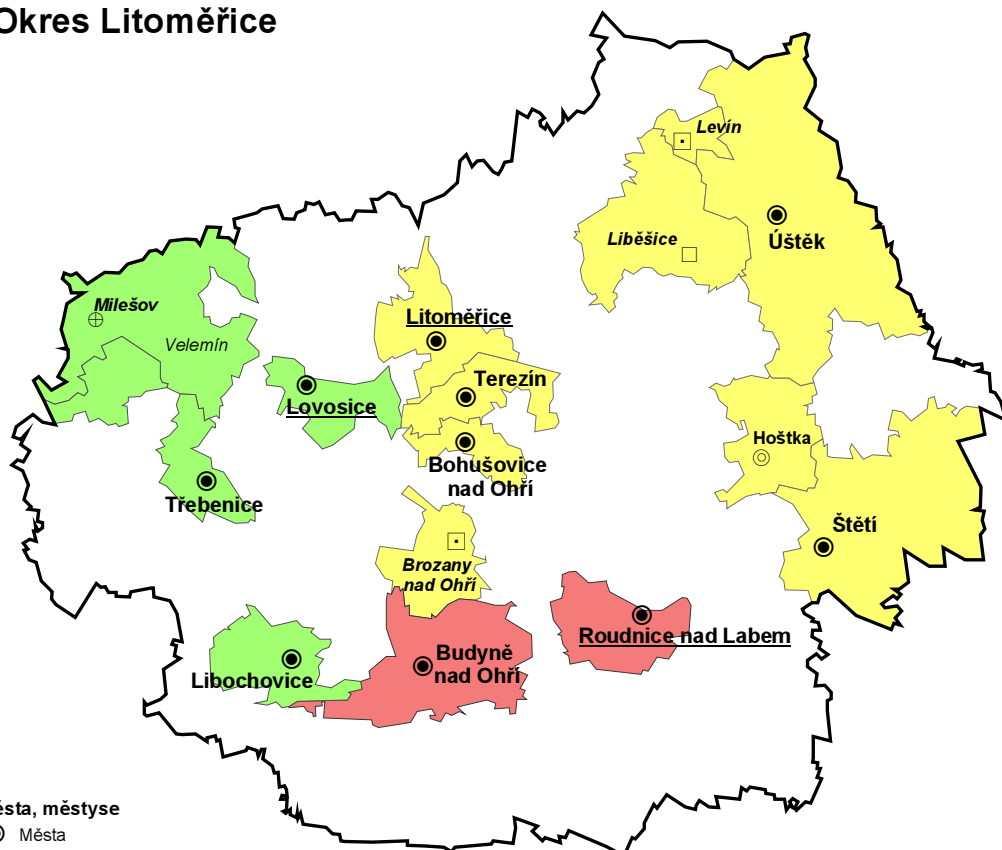 Okres Litoměřice
Levín
Úštěk
Liběšice
Milešov
Velemín
Litoměřice
Terezín
Lovosice
Hoštka
Bohušovice
nad Ohří
Třebenice
Štětí
Brozany
nad Ohří
Roudnice nad Labem
Budyně
nad Ohří
Libochovice
ěsta, městyse
Města